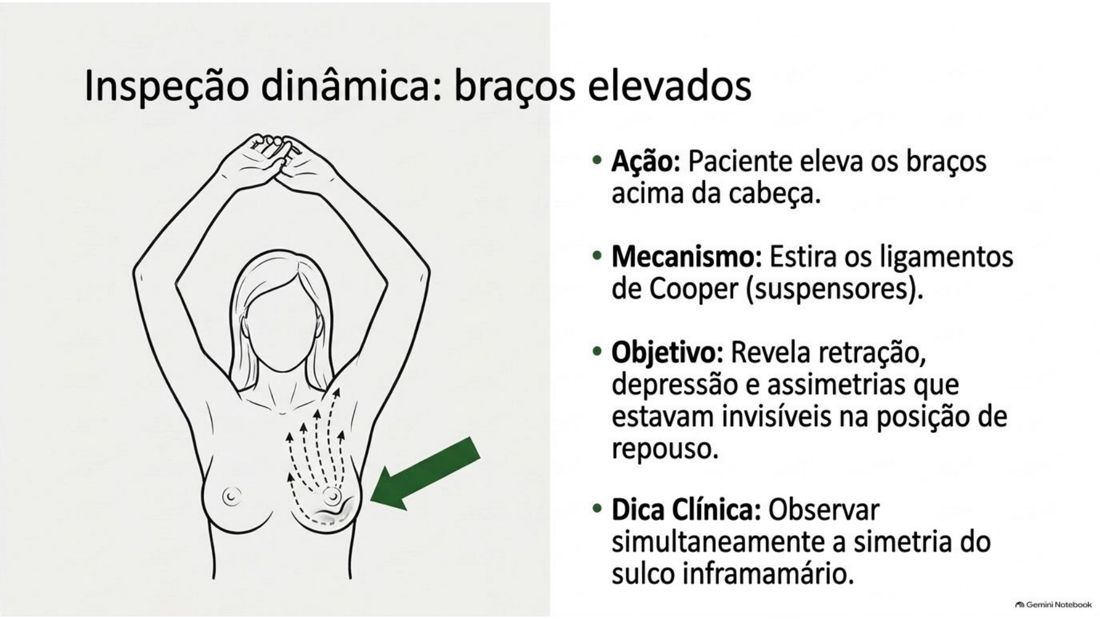 Inspeção dinâmica: braços elevados
• Ação: Paciente eleva os braços
acima da cabeça.
• Mecanismo: Estira os ligamentos
de Cooper (suspensores).
• Objetivo: Revela retração,
depressão e assimetrias que
estavam invisíveis na posição de
repouso.
• Dica Clínica: Observar
simultaneamente a simetria do
sulco inframamário.
Gemini Notebook